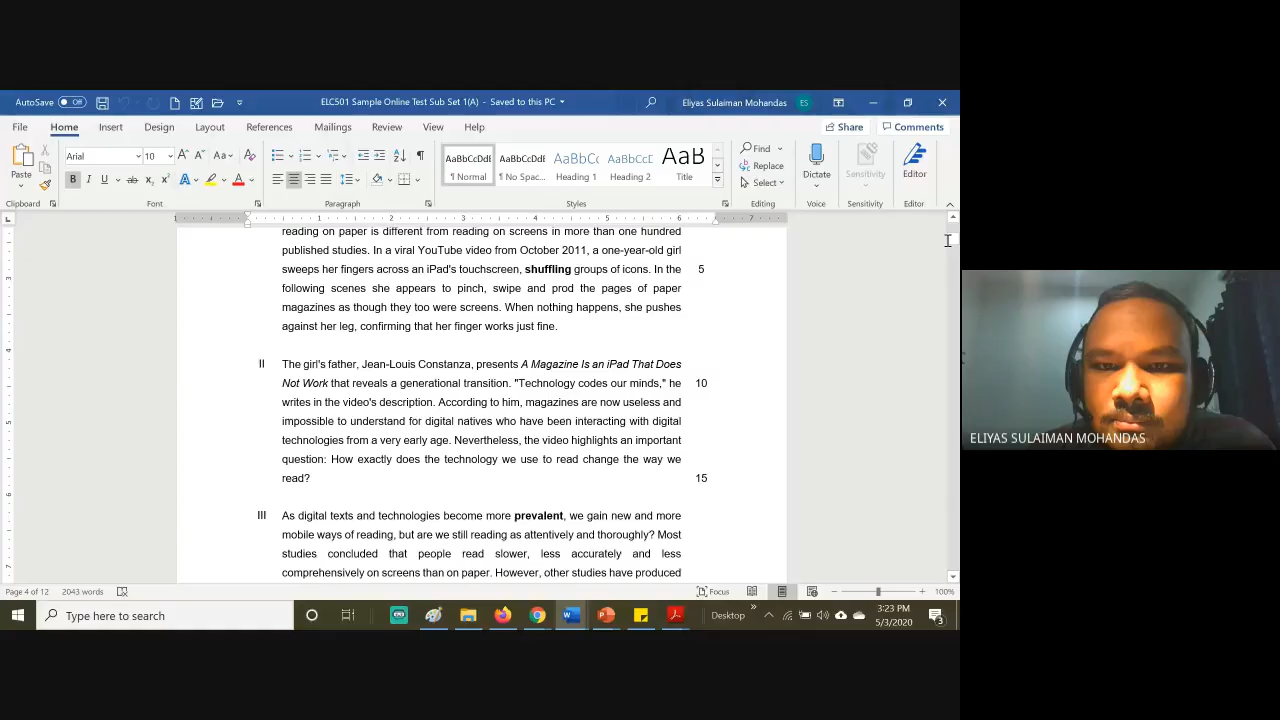 AutoSave Off
ELC501 Sample Online Test Sub Set 1(A) - Saved to this PC
Eliyas Sulaiman Mohandas ES
File Home Insert Design Layout References Mailings Review View Help
Share Comments
Paste
Arial 10
AaBbCcDdE AaBbCcDdE AaBbCc AaBbCcC AaB
¶ Normal ¶ No Spac... Heading 1 Heading 2 Title
Find
Replace
Select
Dictate Sensitivity Editor
Clipboard Font Paragraph Styles Editing Voice Sensitivity Editor
1 1 2 3 4 5 6 7
reading on paper is different from reading on screens in more than one hundred
published studies. In a viral YouTube video from October 2011, a one-year-old girl
sweeps her fingers across an iPad's touchscreen, shuffling groups of icons. In the 5
following scenes she appears to pinch, swipe and prod the pages of paper
magazines as though they too were screens. When nothing happens, she pushes
against her leg, confirming that her finger works just fine.
II The girl's father, Jean-Louis Constanza, presents A Magazine Is an iPad That Does
Not Work that reveals a generational transition. "Technology codes our minds," he 10
writes in the video's description. According to him, magazines are now useless and
impossible to understand for digital natives who have been interacting with digital
technologies from a very early age. Nevertheless, the video highlights an important
question: How exactly does the technology we use to read change the way we
read? 15
III As digital texts and technologies become more prevalent, we gain new and more
mobile ways of reading, but are we still reading as attentively and thoroughly? Most
studies concluded that people read slower, less accurately and less
comprehensively on screens than on paper. However, other studies have produced
Page 4 of 12 2043 words
Focus 100%
Type here to search
Desktop
3:23 PM
5/3/2020
3
ELIYAS SULAIMAN MOHANDAS